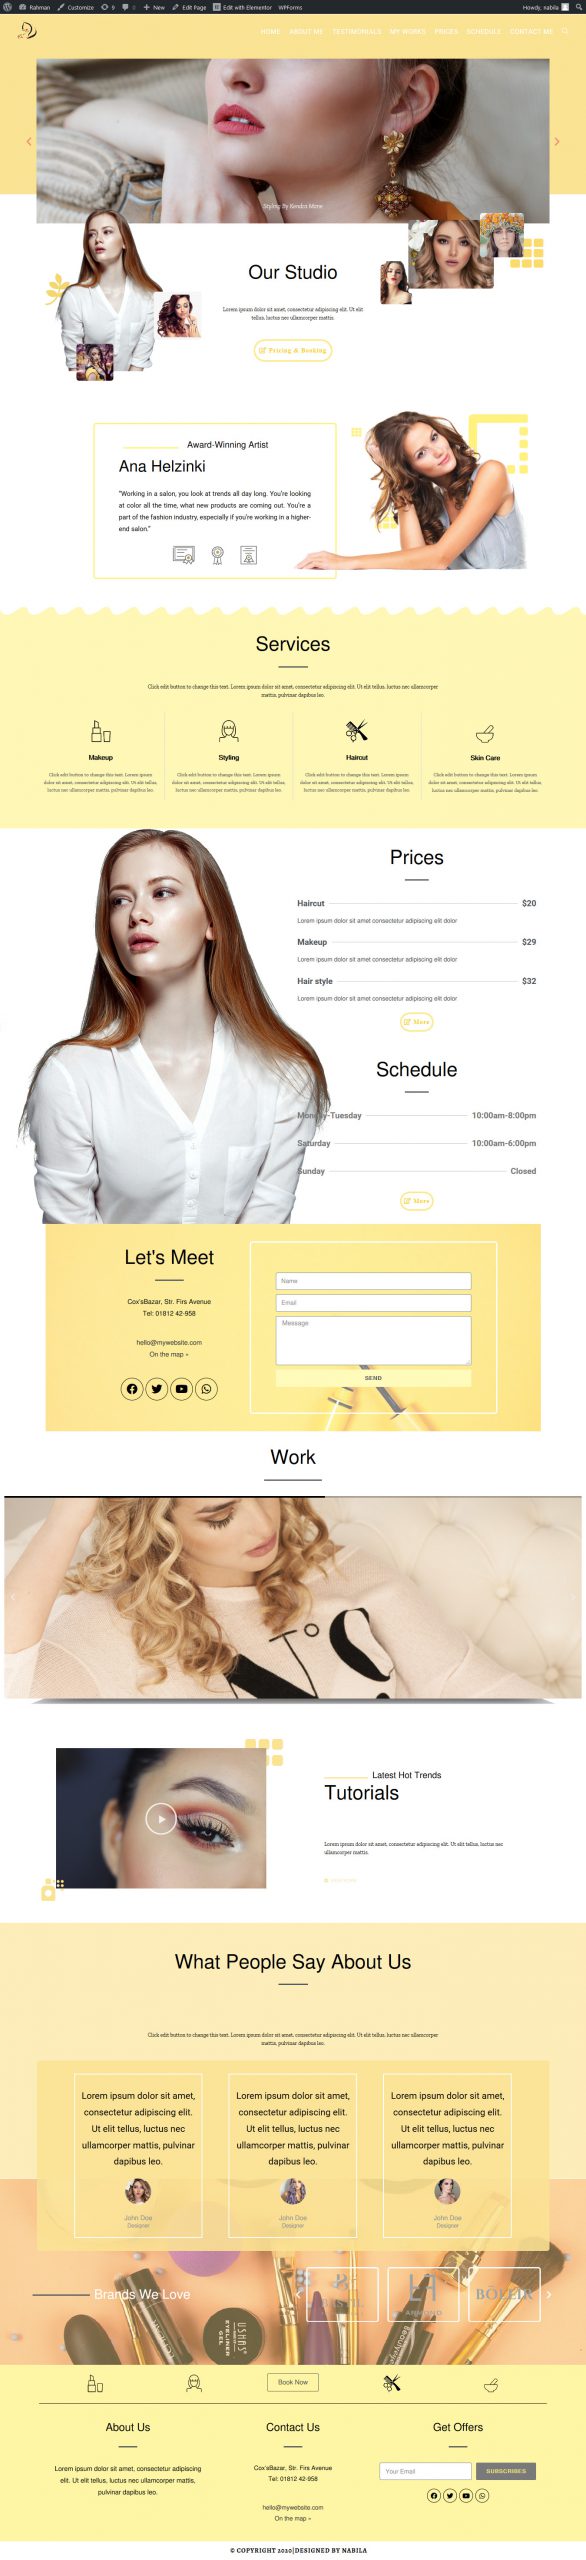 Rahman Customize 9 0 New Edit Page Edit with Elementor WPForms Howdy, nabila
HOME ABOUT ME TESTIMONIALS MY WORKS PRICES SCHEDULE CONTACT ME
Styling By Kendra Mane
Our Studio
Lorem ipsum dolor sit amet, consectetur adipiscing elit. Ut elit
tellus, luctus nec ullamcorper mattis.
Pricing & Booking
Award-Winning Artist
Ana Helzinki
"Working in a salon, you look at trends all day long. You're looking
at color all the time, what new products are coming out. You're a
part of the fashion industry, especially if you're working in a higher-
end salon."
Services
Click edit button to change this text. Lorem ipsum dolor sit amet, consectetur adipiscing elit. Ut elit tellus, luctus nec ullamcorper
mattis, pulvinar dapibus leo.
Makeup
Click edit button to change this text. Lorem ipsum
dolor sit amet, consectetur adipiscing elit. Ut elit tellus,
luctus nec ullamcorper mattis, pulvinar dapibus leo.
Styling
Click edit button to change this text. Lorem ipsum
dolor sit amet, consectetur adipiscing elit. Ut elit tellus,
luctus nec ullamcorper mattis, pulvinar dapibus leo.
Haircut
Click edit button to change this text. Lorem ipsum
dolor sit amet, consectetur adipiscing elit. Ut elit tellus,
luctus nec ullamcorper mattis, pulvinar dapibus leo.
Skin Care
Click edit button to change this text. Lorem ipsum
dolor sit amet, consectetur adipiscing elit. Ut elit tellus,
luctus nec ullamcorper mattis, pulvinar dapibus leo.
Prices
Haircut $20
Lorem ipsum dolor sit amet consectetur adipiscing elit dolor
Makeup $29
Lorem ipsum dolor sit amet consectetur adipiscing elit dolor
Hair style $32
Lorem ipsum dolor sit amet consectetur adipiscing elit dolor
More
Schedule
Monday-Tuesday 10:00am-8:00pm
Saturday 10:00am-6:00pm
Sunday Closed
More
Let's Meet
Cox'sBazar, Str. Firs Avenue
Tel: 01812 42-958
hello@mywebsite.com
On the map »
Name
Email
Message
SEND
Work
Latest Hot Trends
Tutorials
Lorem ipsum dolor sit amet, consectetur adipiscing elit. Ut elit tellus, luctus nec ullamcorper
mattis.
What People Say About Us
Click edit button to change this text. Lorem ipsum dolor sit amet, consectetur adipiscing elit. Ut elit tellus, luctus nec ullamcorper
mattis, pulvinar dapibus leo.
Lorem ipsum dolor sit amet,
consectetur adipiscing elit.
Ut elit tellus, luctus nec
ullamcorper mattis, pulvinar
dapibus leo.
John Doe
Designer
Lorem ipsum dolor sit amet,
consectetur adipiscing elit.
Ut elit tellus, luctus nec
ullamcorper mattis, pulvinar
dapibus leo.
John Doe
Designer
Lorem ipsum dolor sit amet,
consectetur adipiscing elit.
Ut elit tellus, luctus nec
ullamcorper mattis, pulvinar
dapibus leo.
John Doe
Designer
Brands We Love
USHAS
EYELINER
GEL
Book Now
About Us
Lorem ipsum dolor sit amet, consectetur adipiscing
elit. Ut elit tellus, luctus nec ullamcorper mattis,
pulvinar dapibus leo.
Contact Us
Cox'sBazar, Str. Firs Avenue
Tel: 01812 42-958
hello@mywebsite.com
On the map »
Get Offers
Your Email SUBSCRIBES
© COPYRIGHT 2020|DESIGNED BY NABILA